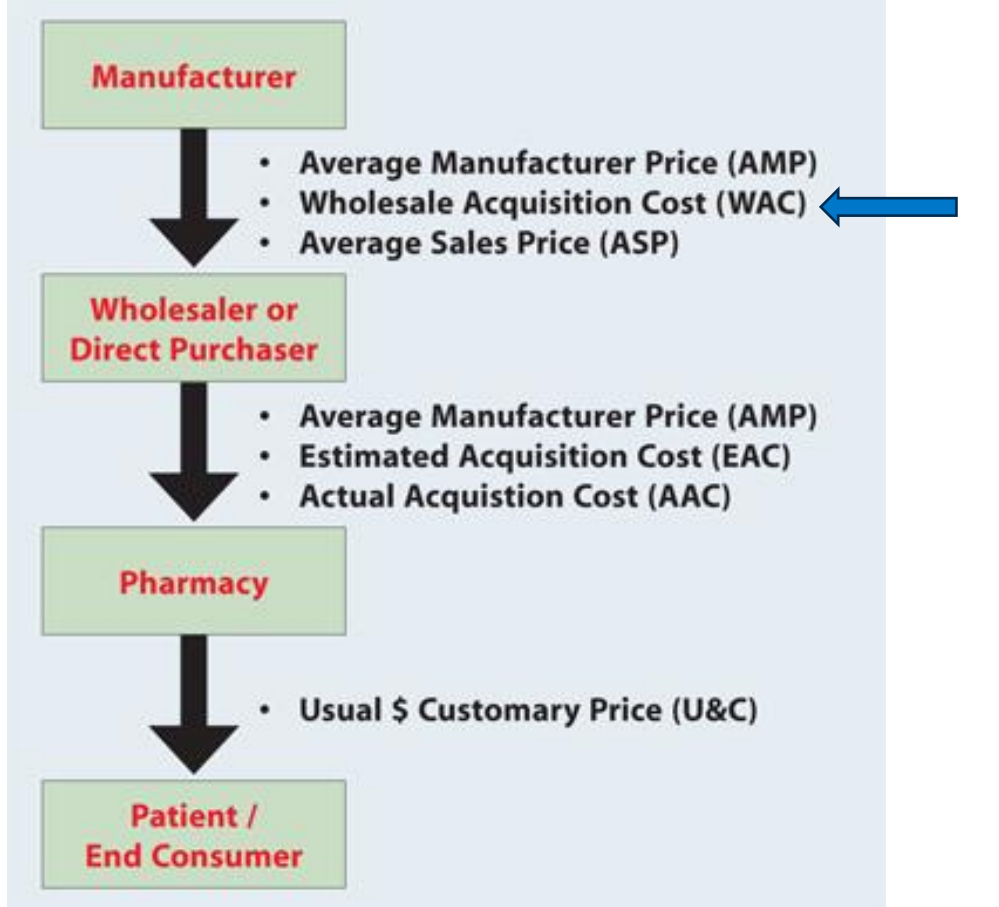 Manufacturer
• Average Manufacturer Price (AMP)
• Wholesale Acquisition Cost (WAC)
• Average Sales Price (ASP)
Wholesaler or
Direct Purchaser
• Average Manufacturer Price (AMP)
• Estimated Acquisition Cost (EAC)
• Actual Acquistion Cost (AAC)
Pharmacy
• Usual $ Customary Price (U&C)
Patient /
End Consumer